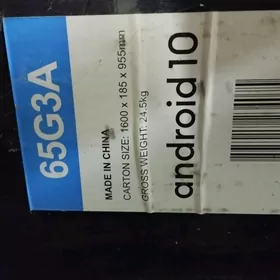 65G3A
MADE IN CHINA
CARTON SIZE: 1600 x 185 x 955mm
GROSS WEIGHT: 24.5kg
android 10